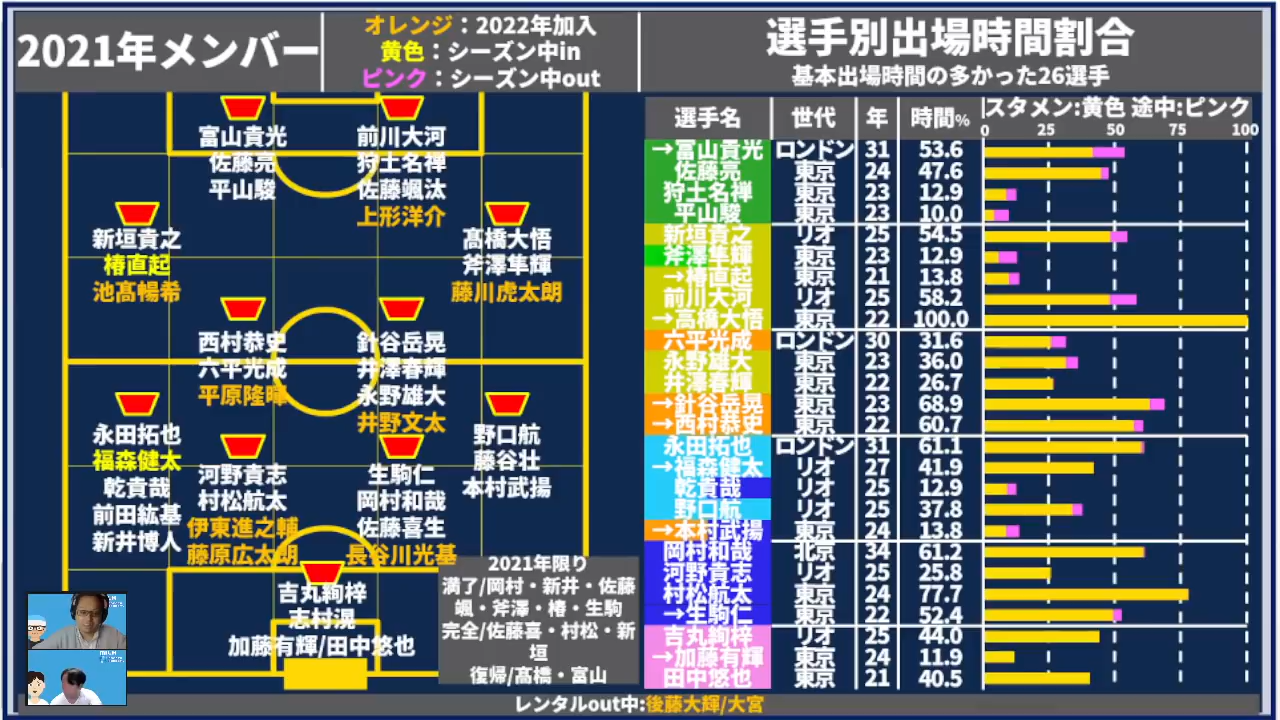 2021年メンバー
オレンジ：2022年加入
黄色：シーズン中in
ピンク：シーズン中out
選手別出場時間割合
基本出場時間の多かった26選手
富山貴光
佐藤亮
平山駿
前川大河
狩土名禅
佐藤颯汰
上形洋介
新垣貴之
椿直起
池髙暢希
髙橋大悟
斧澤隼輝
藤川虎太朗
西村恭史
六平光成
平原隆暉
針谷岳晃
井澤春輝
永野雄大
井野文太
永田拓也
福森健太
乾貴哉
前田紘基
新井博人
河野貴志
村松航太
伊東進之輔
藤原広太朗
生駒仁
岡村和哉
佐藤喜生
長谷川光基
野口航
藤谷壮
本村武揚
吉丸絢梓
志村滉
加藤有輝/田中悠也
2021年限り
満了/岡村・新井・佐藤
颯・斧澤・椿・生駒
完全/佐藤喜・村松・新
垣
復帰/髙橋・富山
選手名 世代 年 時間% スタメン:黄色 途中:ピンク
0 25 50 75 100
→富山貴光 ロンドン 31 53.6
佐藤亮 東京 24 47.6
狩土名禅 東京 23 12.9
平山駿 東京 23 10.0
新垣貴之 リオ 25 54.5
斧澤隼輝 東京 23 12.9
→椿直起 東京 21 13.8
前川大河 リオ 25 58.2
→高橋大悟 東京 22 100.0
六平光成 ロンドン 30 31.6
永野雄大 東京 23 36.0
井澤春輝 東京 22 26.7
→針谷岳晃 東京 23 68.9
→西村恭史 東京 22 60.7
永田拓也 ロンドン 31 61.1
→福森健太 リオ 27 41.9
乾貴哉 リオ 25 12.9
野口航 リオ 25 37.8
→本村武揚 東京 24 13.8
岡村和哉 北京 34 61.2
河野貴志 リオ 25 25.8
村松航太 東京 24 77.7
→生駒仁 東京 22 52.4
吉丸絢梓 リオ 25 44.0
→加藤有輝 東京 24 11.9
田中悠也 東京 21 40.5
レンタルout中:後藤大輝/大宮